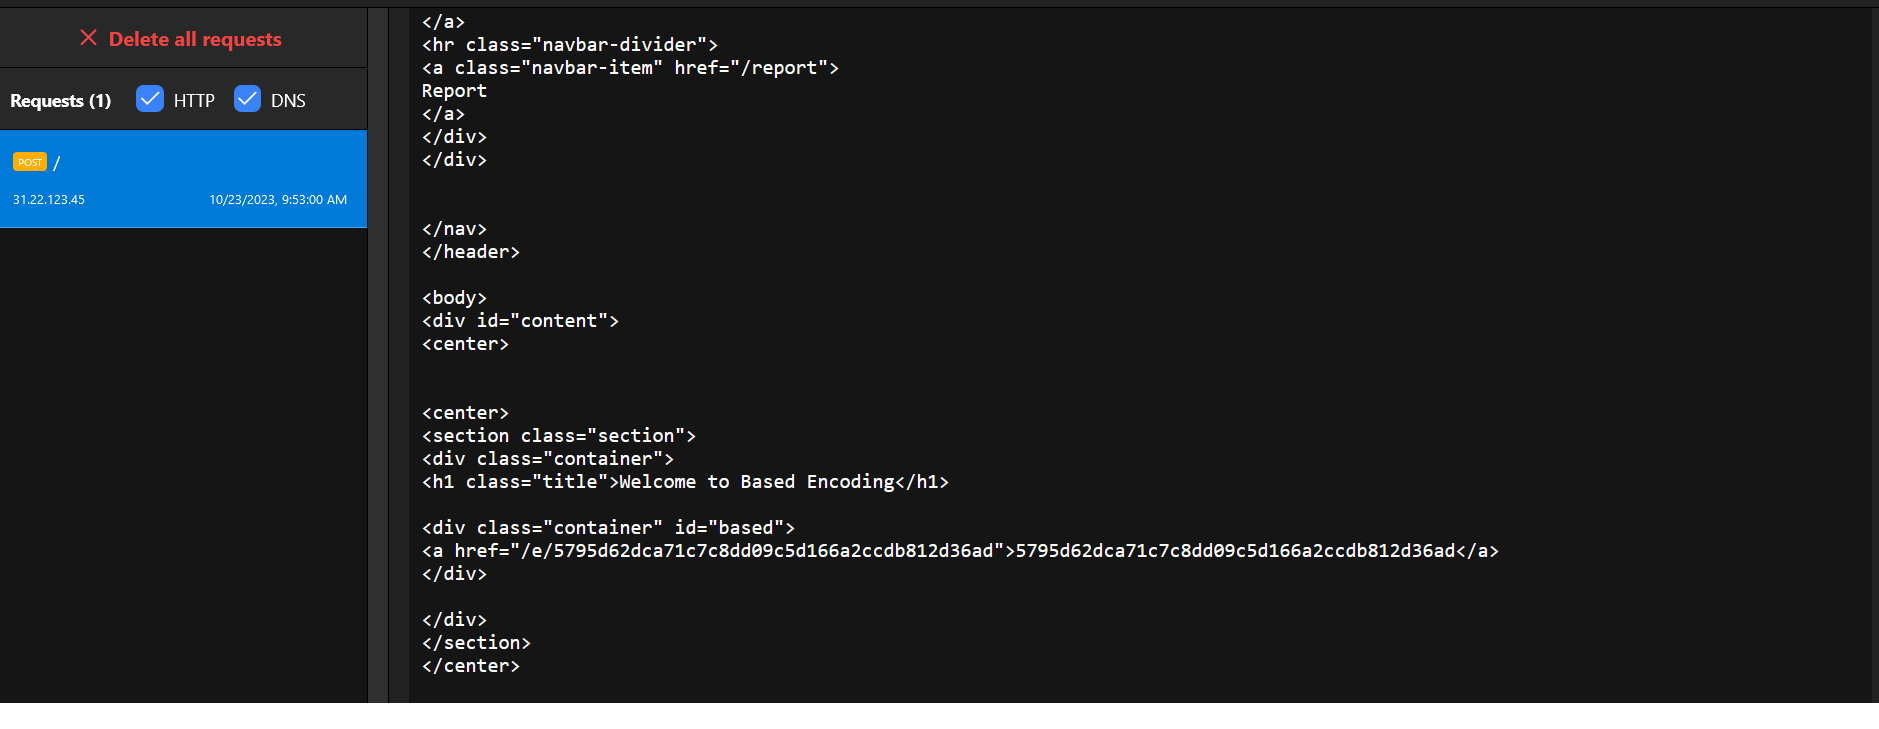 Delete all requests
Requests (1) HTTP DNS
POST /
31.22.123.45 10/23/2023, 9:53:00 AM
</a>
<hr class="navbar-divider">
<a class="navbar-item" href="/report">
Report
</a>
</div>
</div>
</nav>
</header>
<body>
<div id="content">
<center>
<center>
<section class="section">
<div class="container">
<h1 class="title">Welcome to Based Encoding</h1>
<div class="container" id="based">
<a href="/e/5795d62dca71c7c8dd09c5d166a2ccdb812d36ad">5795d62dca71c7c8dd09c5d166a2ccdb812d36ad</a>
</div>
</div>
</section>
</center>